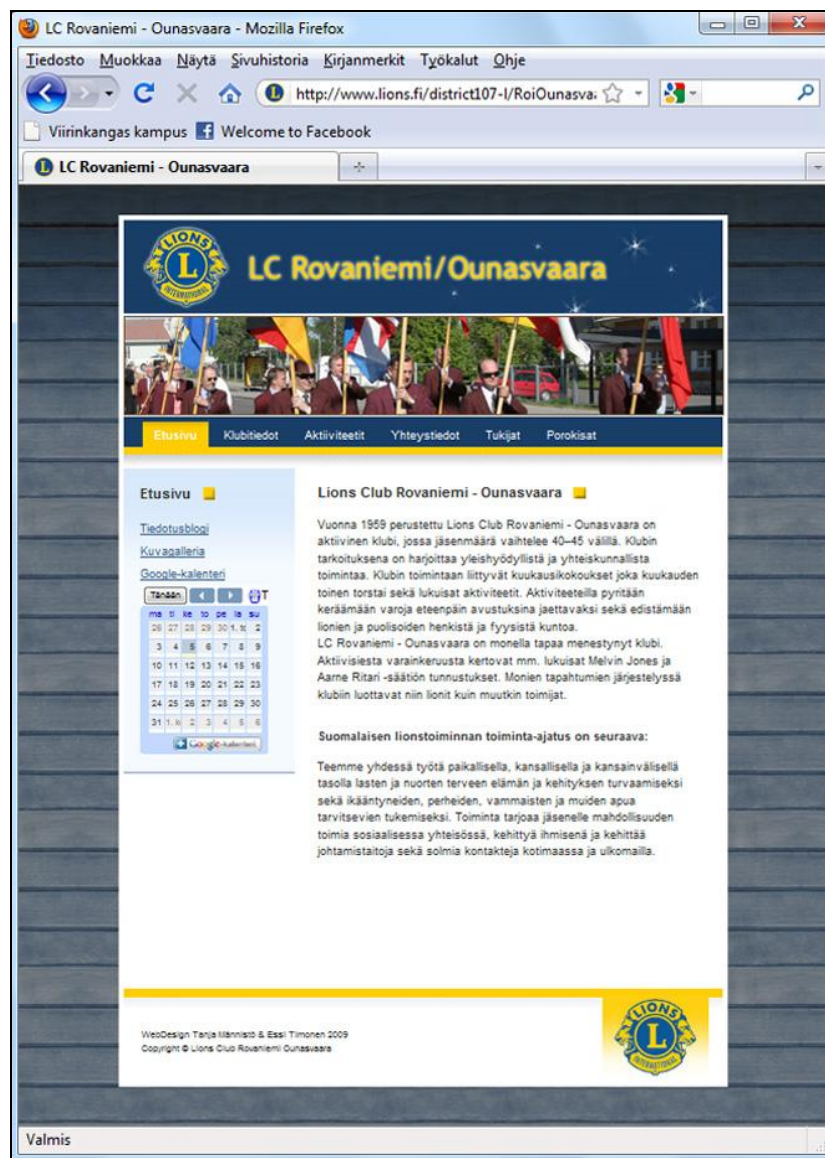 LC Rovaniemi - Ounasvaara - Mozilla Firefox
Tiedosto Muokkaa Näytä Sivuhistoria Kirjanmerkit Työkalut Ohje
http://www.lions.fi/district107-l/RoiOunasvaa
Viirinkangas kampus Welcome to Facebook
LC Rovaniemi - Ounasvaara
LIONS
L
INTERNATIONAL
LC Rovaniemi/Ounasvaara
Etusivu Klubitiedot Aktiviteetit Yhteystiedot Tukijat Porokisat
Etusivu
Tiedotusblogi
Kuvagalleria
Google-kalenteri
Tänään T
ma ti ke to pe la su
26 27 28 29 30 1. 2
3 4 5 6 7 8 9
10 11 12 13 14 15 16
17 18 19 20 21 22 23
24 25 26 27 28 29 30
31 1. 2 3 4 5 6
Google-kalenteri
Lions Club Rovaniemi - Ounasvaara
Vuonna 1959 perustettu Lions Club Rovaniemi - Ounasvaara on
aktiivinen klubi, jossa jäsenmäärä vaihtelee 40–45 välillä. Klubin
tarkoituksena on harjoittaa yleishyödyllistä ja yhteiskunnallista
toimintaa. Klubin toimintaan liittyvät kuukausikokoukset joka kuukauden
toinen torstai sekä lukuisat aktiviteetit. Aktiviteeteilla pyritään
keräämään varoja eteenpäin avustuksina jaettavaksi sekä edistämään
lionien ja puolisoiden henkistä ja fyysistä kuntoa.
LC Rovaniemi - Ounasvaara on monella tapaa menestynyt klubi.
Aktiivisiesta varainkeruusta kertovat mm. lukuisat Melvin Jones ja
Aarne Ritari -säätiön tunnustukset. Monien tapahtumien järjestelyssä
klubiin luottavat niin lionit kuin muutkin toimijat.
Suomalaisen lionstoiminnan toiminta-ajatus on seuraava:
Teemme yhdessä työtä paikallisella, kansallisella ja kansainvälisellä
tasolla lasten ja nuorten terveen elämän ja kehityksen turvaamiseksi
sekä ikääntyneiden, perheiden, vammaisten ja muiden apua
tarvitsevien tukemiseksi. Toiminta tarjoaa jäsenelle mahdollisuuden
toimia sosiaalisessa yhteisössä, kehittyä ihmisenä ja kehittää
johtamistaitoja sekä solmia kontakteja kotimaassa ja ulkomailla.
WebDesign Tanja Männistö & Essi Timonen 2009
Copyright © Lions Club Rovaniemi Ounasvaara
LIONS
L
INTERNATIONAL
Valmis